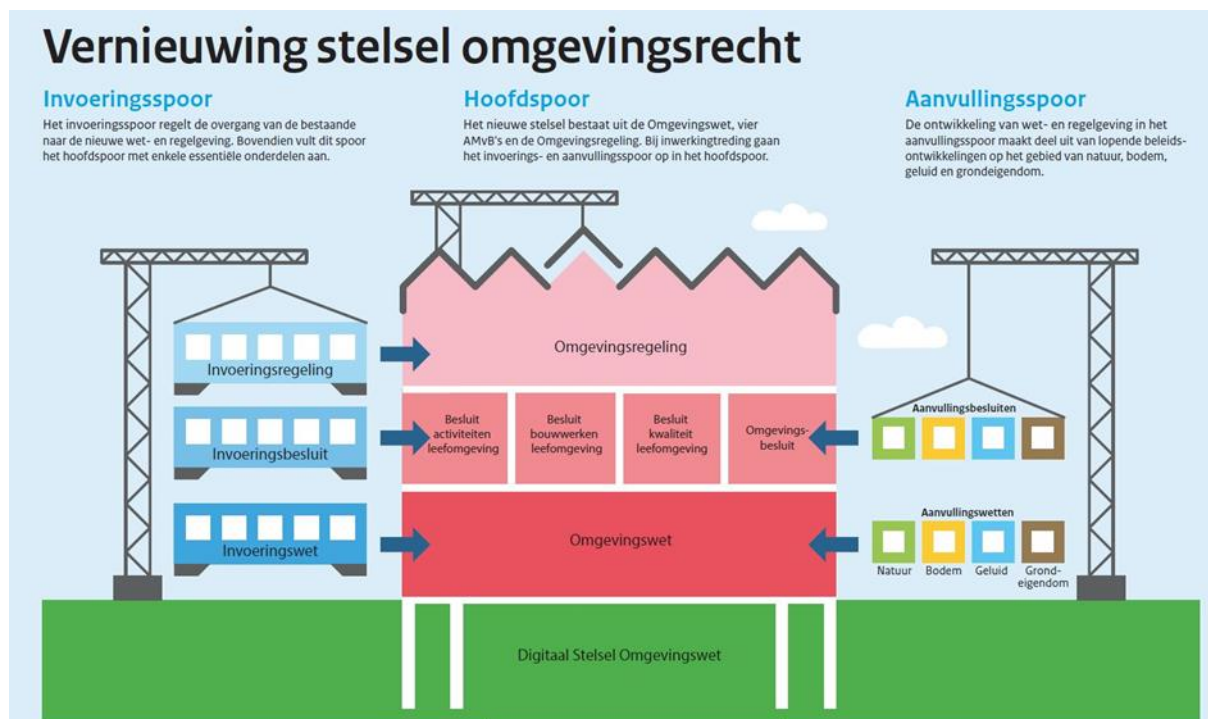 Vernieuwing stelsel omgevingsrecht
Invoeringsspoor
Het invoeringsspoor regelt de overgang van de bestaande
naar de nieuwe wet- en regelgeving. Bovendien vult dit spoor
het hoofdspoor met enkele essentiële onderdelen aan.
Hoofdspoor
Het nieuwe stelsel bestaat uit de Omgevingswet, vier
AMvB's en de Omgevingsregeling. Bij inwerkingtreding gaan
het invoerings- en aanvullingsspoor op in het hoofdspoor.
Aanvullingsspoor
De ontwikkeling van wet- en regelgeving in het
aanvullingsspoor maakt deel uit van lopende beleids-
ontwikkelingen op het gebied van natuur, bodem,
geluid en grondeigendom.
Invoeringsregeling
Invoeringsbesluit
Invoeringswet
Omgevingsregeling
Besluit
activiteiten
leefomgeving
Besluit
bouwwerken
leefomgeving
Besluit
kwaliteit
leefomgeving
Omgevings-
besluit
Omgevingswet
Digitaal Stelsel Omgevingswet
Aanvullingsbesluiten
Aanvullingswetten
Natuur
Bodem
Geluid
Grond-
eigendom